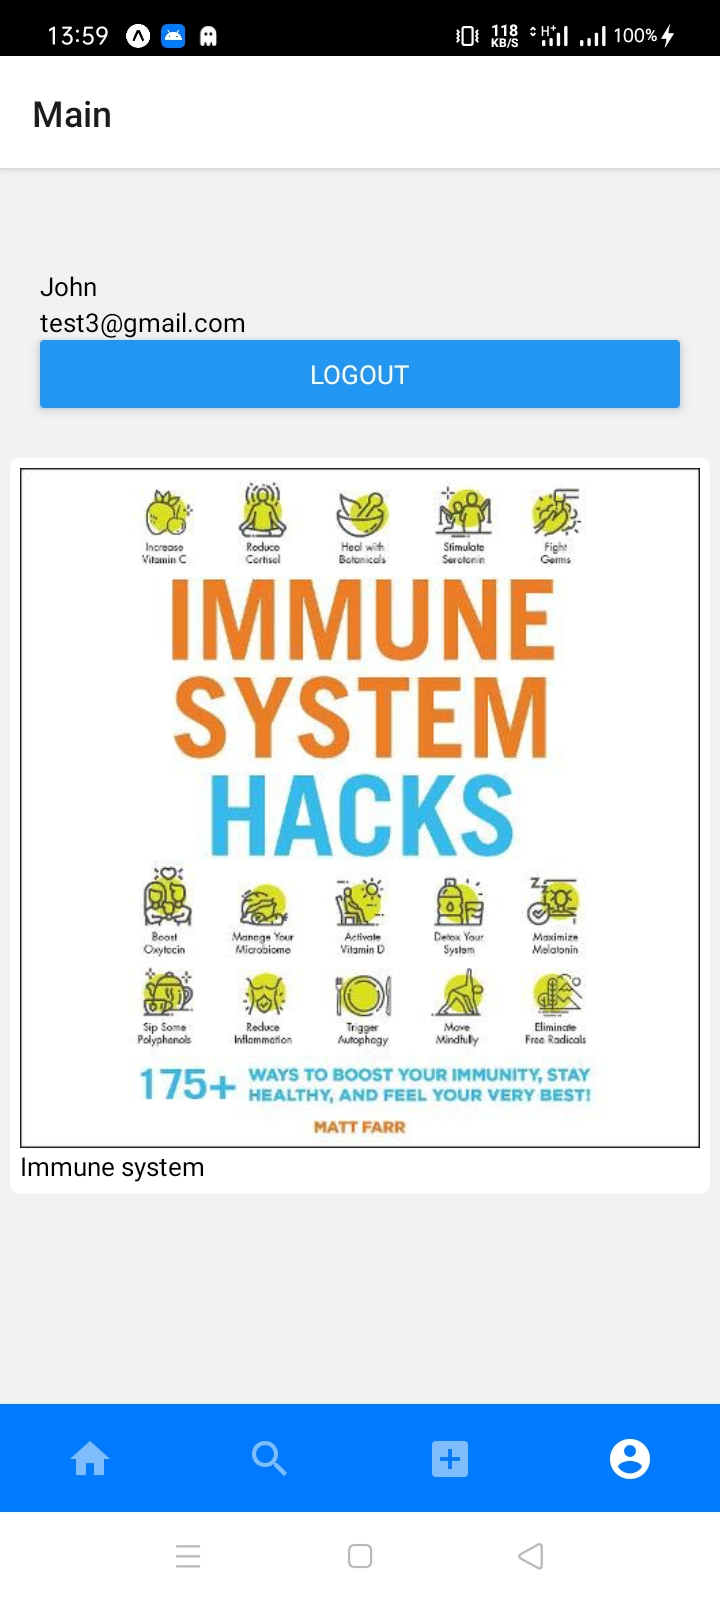 13:59
118
KB/S
H+
100%
Main
John
test3@gmail.com
LOGOUT
Increase
Vitamin C
Reduce
Cortisol
Heal with
Botanicals
Stimulate
Serotonin
Fight
Germs
IMMUNE
SYSTEM
HACKS
Boost
Oxytocin
Manage Your
Microbiome
Activate
Vitamin D
Detox Your
System
Maximize
Melatonin
Sip Some
Polyphenols
Reduce
Inflammation
Trigger
Autophagy
Move
Mindfully
Eliminate
Free Radicals
175+
WAYS TO BOOST YOUR IMMUNITY, STAY
HEALTHY, AND FEEL YOUR VERY BEST!
MATT FARR
Immune system